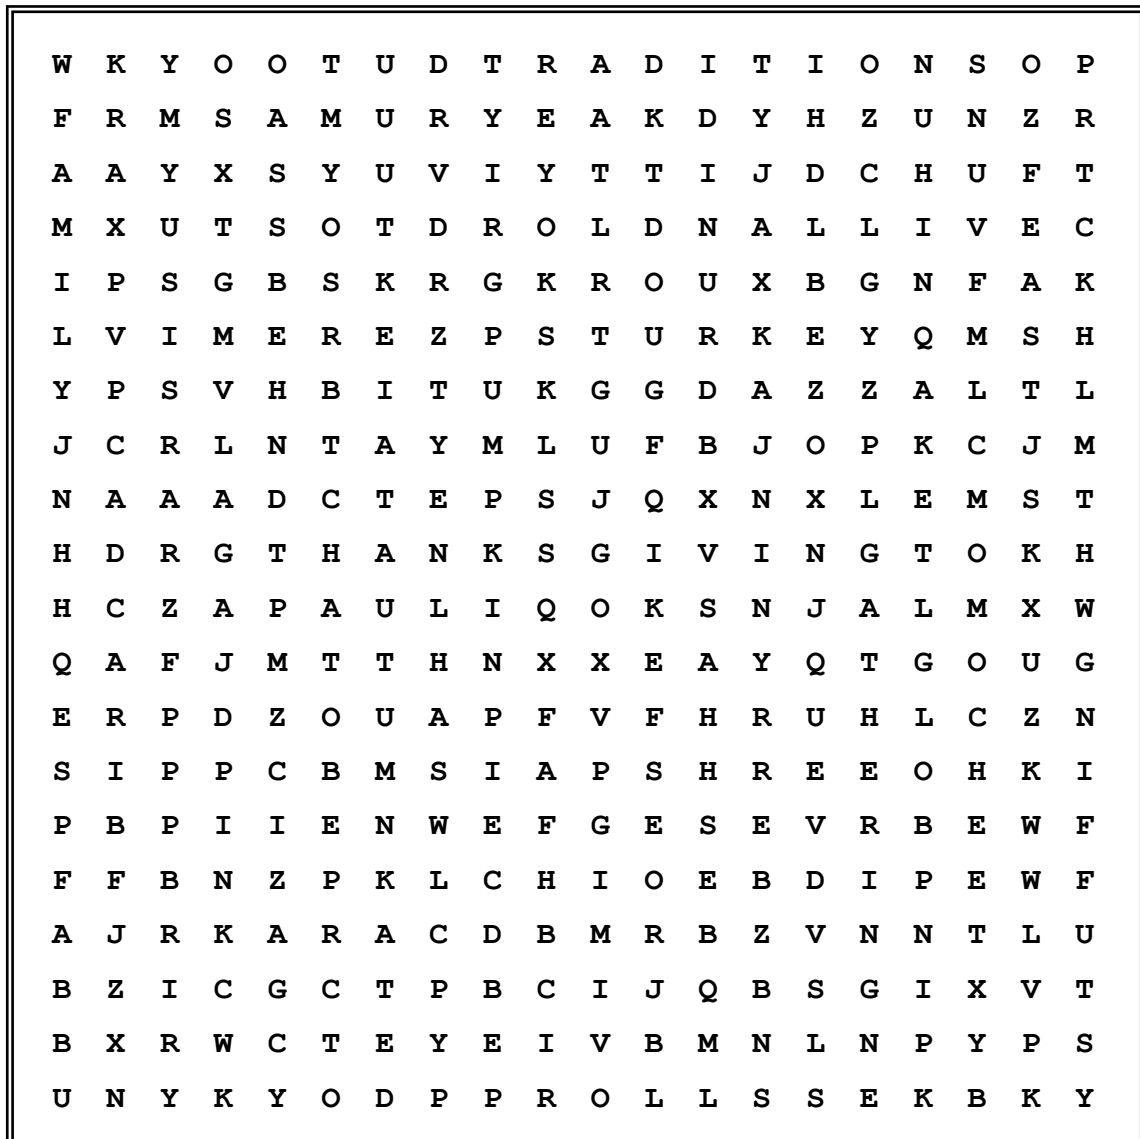 W K Y O O T U D T R A D I T I O N S O P
F R M S A M U R Y E A K D Y H Z U N Z R
A A Y X S Y U V I Y T T I J D C H U F T
M X U T S O T D R O L D N A L L I V E C
I P S G B S K R G K R O U X B G N F A K
L V I M E R E Z P S T U R K E Y Q M S H
Y P S V H B I T U K G G D A Z Z A L T L
J C R L N T A Y M L U F B J O P K C J M
N A A A D C T E P S J Q X N X L E M S T
H D R G T H A N K S G I V I N G T O K H
H C Z A P A U L I Q O K S N J A L M X W
Q A F J M T T H N X X E A Y Q T G O U G
E R P D Z O U A P F V F H R U H L C Z N
S I P P C B M S I A P S H R E E O H K I
P B P I I E N W E F G E S E V R B E W F
F F B N Z P K L C H I O E B D I P E W F
A J R K A R A C D B M R B Z V N N T L U
B Z I C G C T P B C I J Q B S G I X V T
B X R W C T E Y E I V B M N L N P Y P S
U N Y K Y O D P P R O L L S S E K B K Y